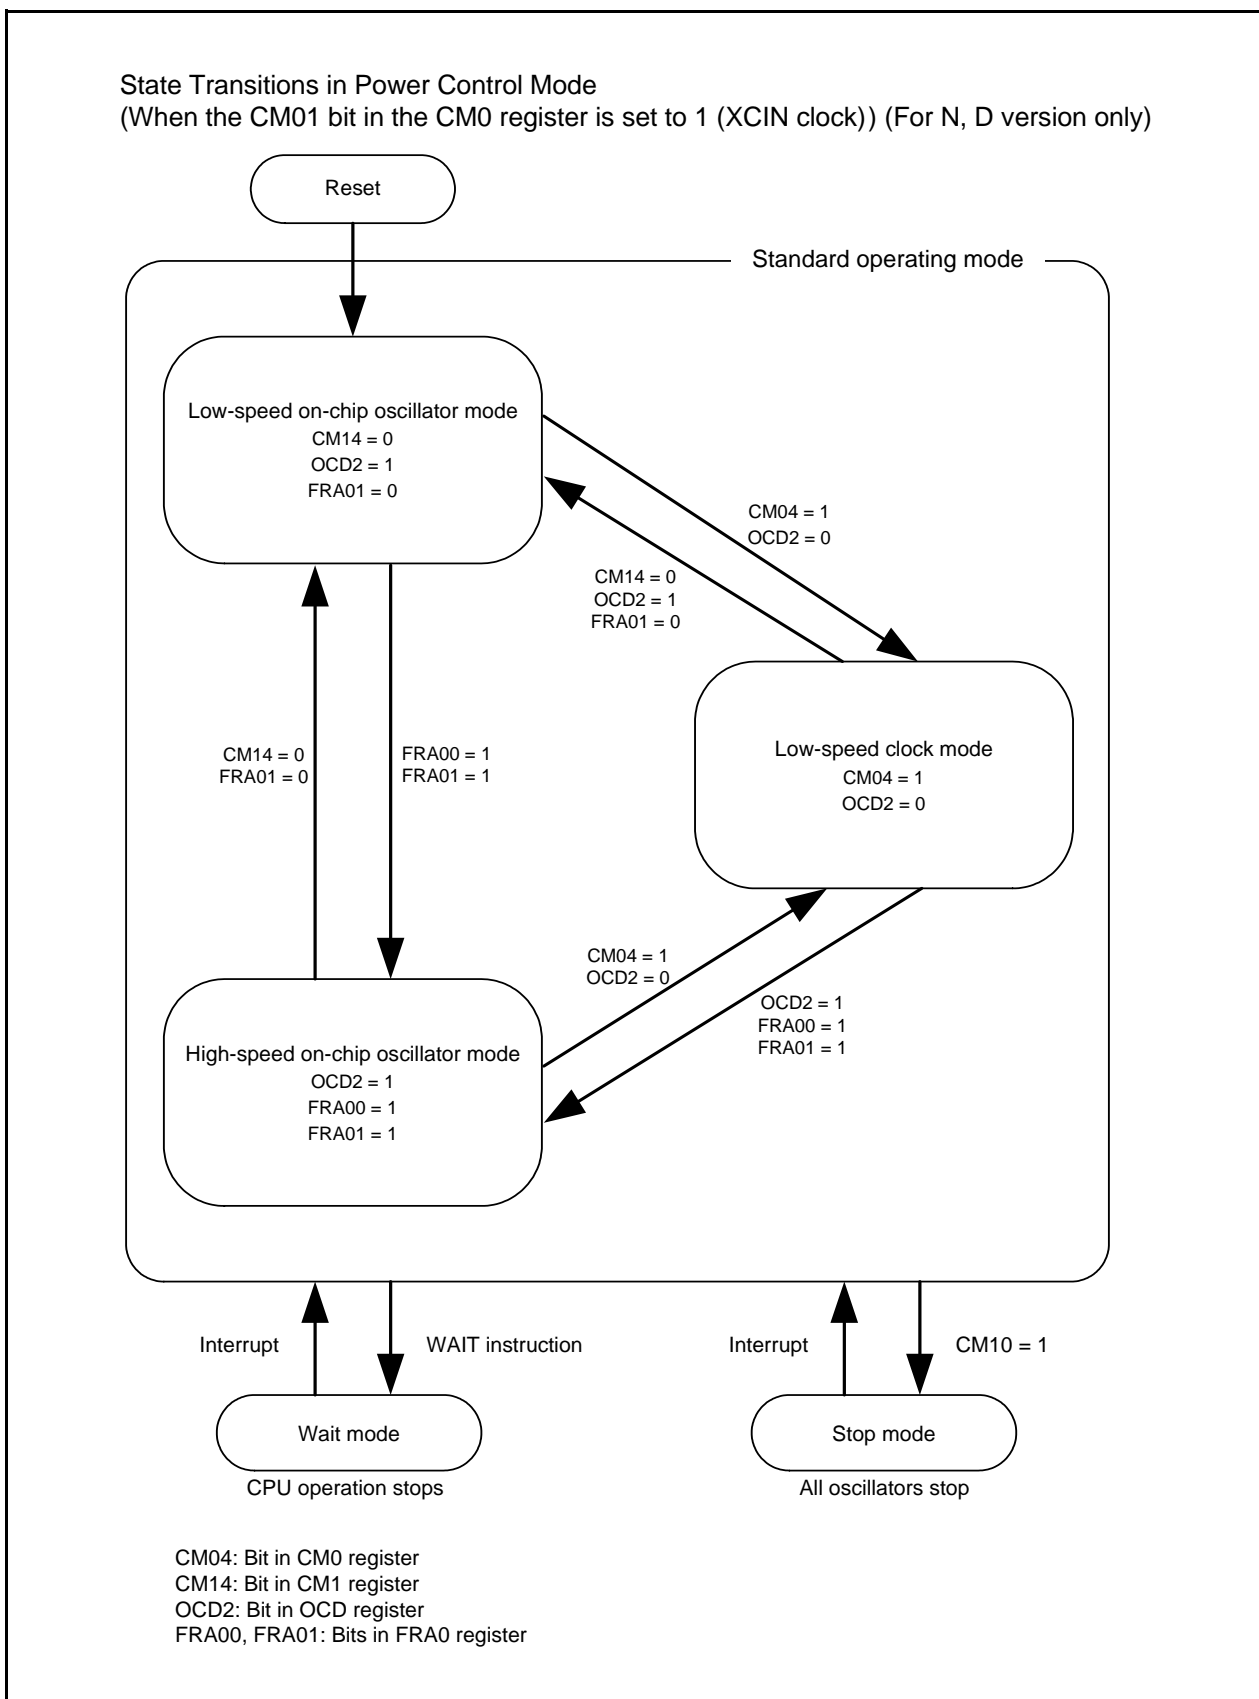 State Transitions in Power Control Mode
(When the CM01 bit in the CM0 register is set to 1 (XCIN clock)) (For N, D version only)
Reset
Standard operating mode
Low-speed on-chip oscillator mode
CM14 = 0
OCD2 = 1
FRA01 = 0
CM04 = 1
OCD2 = 0
CM14 = 0
OCD2 = 1
FRA01 = 0
CM14 = 0
FRA01 = 0
FRA00 = 1
FRA01 = 1
Low-speed clock mode
CM04 = 1
OCD2 = 0
CM04 = 1
OCD2 = 0
OCD2 = 1
FRA00 = 1
FRA01 = 1
High-speed on-chip oscillator mode
OCD2 = 1
FRA00 = 1
FRA01 = 1
Interrupt
WAIT instruction
Interrupt
CM10 = 1
Wait mode
Stop mode
CPU operation stops
All oscillators stop
CM04: Bit in CM0 register
CM14: Bit in CM1 register
OCD2: Bit in OCD register
FRA00, FRA01: Bits in FRA0 register